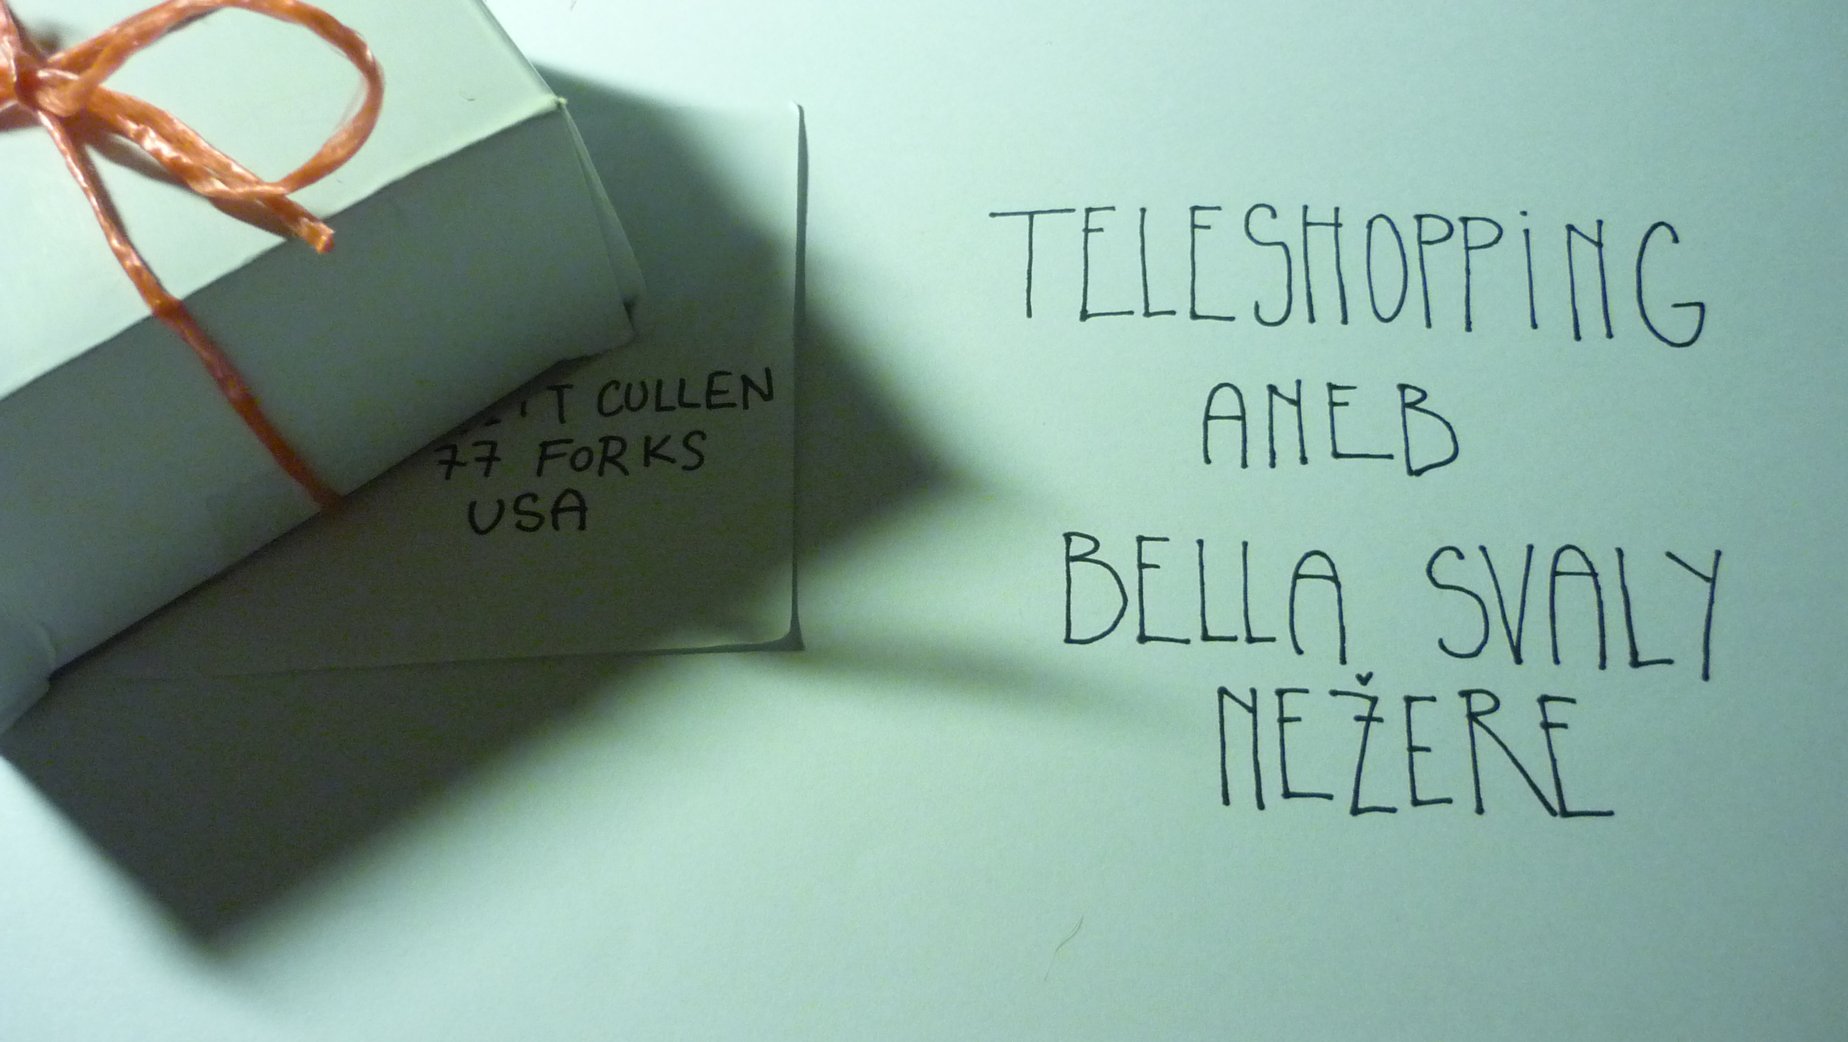 CULLEN
77 FORKS
USA
TELESHOPPING
ANEB
BELLA SVALY
NEŽERE